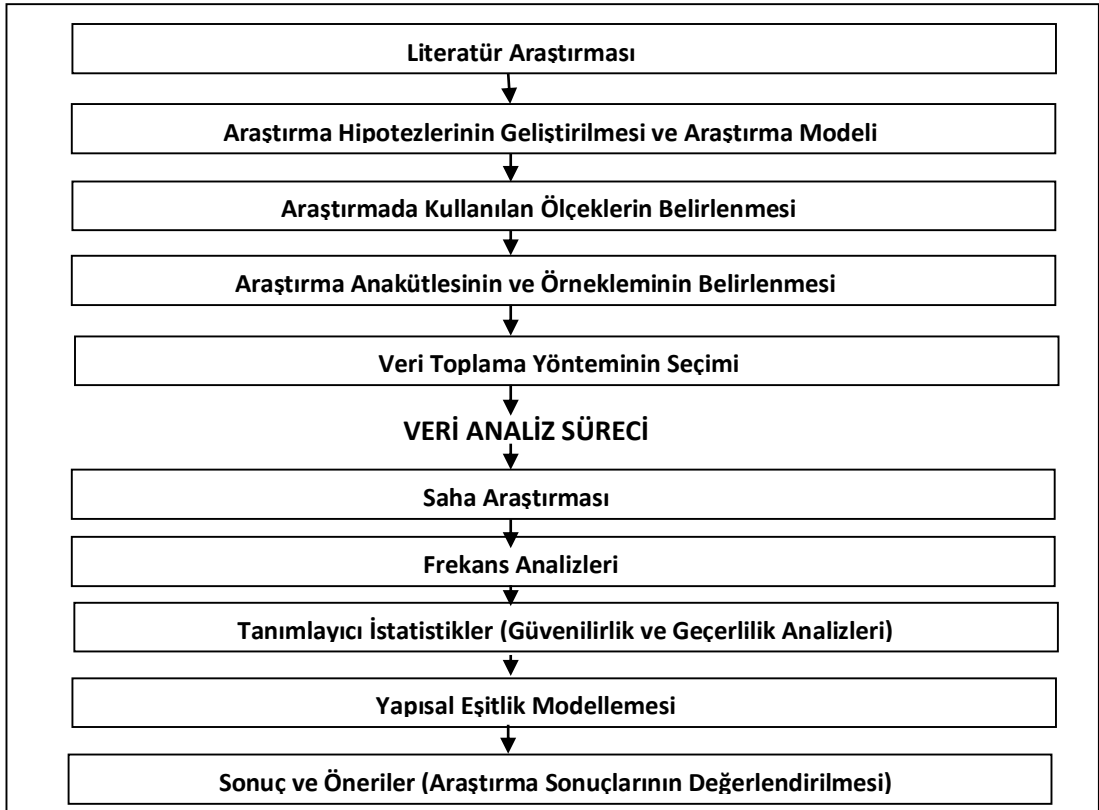 Literatür Araştırması
Araştırma Hipotezlerinin Geliştirilmesi ve Araştırma Modeli
Araştırmada Kullanılan Ölçeklerin Belirlenmesi
Araştırma Anakütlesinin ve Örnekleminin Belirlenmesi
Veri Toplama Yönteminin Seçimi
VERİ ANALİZ SÜRECİ
Saha Araştırması
Frekans Analizleri
Tanımlayıcı İstatistikler (Güvenilirlik ve Geçerlilik Analizleri)
Yapısal Eşitlik Modellemesi
Sonuç ve Öneriler (Araştırma Sonuçlarının Değerlendirilmesi)